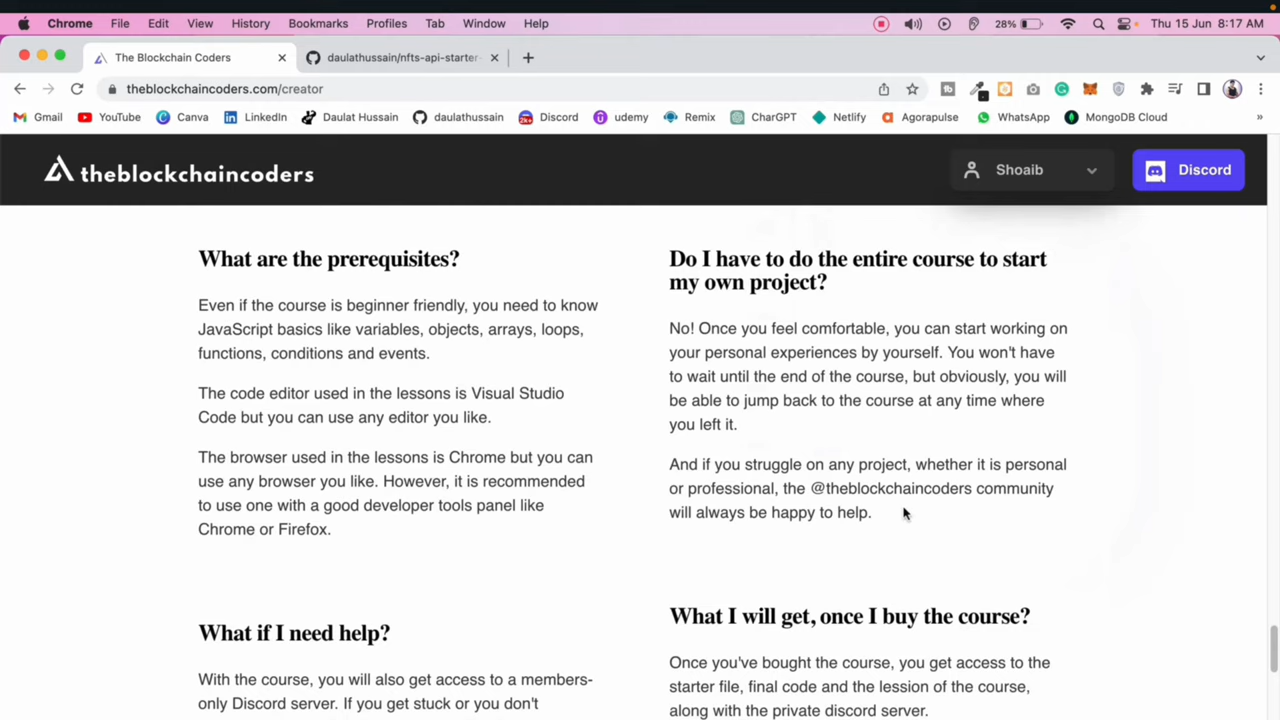 Chrome File Edit View History Bookmarks Profiles Tab Window Help 28% Thu 15 Jun 8:17 AM
The Blockchain Coders daulathussain/nfts-api-starter-
theblockchaincoders.com/creator
Gmail YouTube Canva LinkedIn Daulat Hussain daulathussain Discord udemy Remix CharGPT Netlify Agorapulse WhatsApp MongoDB Cloud »
theblockchaincoders Shoaib Discord
What are the prerequisites?
Even if the course is beginner friendly, you need to know
JavaScript basics like variables, objects, arrays, loops,
functions, conditions and events.
The code editor used in the lessons is Visual Studio
Code but you can use any editor you like.
The browser used in the lessons is Chrome but you can
use any browser you like. However, it is recommended
to use one with a good developer tools panel like
Chrome or Firefox.
What if I need help?
With the course, you will also get access to a members-
only Discord server. If you get stuck or you don't
Do I have to do the entire course to start
my own project?
No! Once you feel comfortable, you can start working on
your personal experiences by yourself. You won't have
to wait until the end of the course, but obviously, you will
be able to jump back to the course at any time where
you left it.
And if you struggle on any project, whether it is personal
or professional, the @theblockchaincoders community
will always be happy to help.
What I will get, once I buy the course?
Once you've bought the course, you get access to the
starter file, final code and the lession of the course,
along with the private discord server.